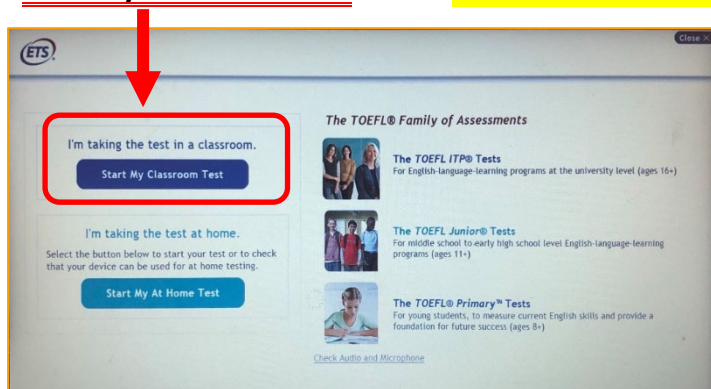 ETS
Close X
I'm taking the test in a classroom.
Start My Classroom Test
I'm taking the test at home.
Select the button below to start your test or to check
that your device can be used for at home testing.
Start My At Home Test
The TOEFL® Family of Assessments
The TOEFL ITP® Tests
For English-language-learning programs at the university level (ages 16+)
The TOEFL Junior® Tests
For middle school to early high school level English-language-learning
programs (ages 11+)
The TOEFL® Primary™ Tests
For young students, to measure current English skills and provide a
foundation for future success (ages 8+)
Check Audio and Microphone